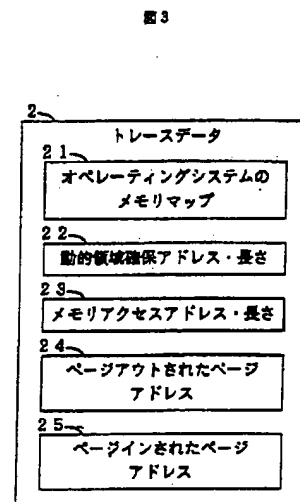 図3
2
トレースデータ
21
オペレーティングシステムの
メモリマップ
22
動的領域確保アドレス・長さ
23
メモリアクセスアドレス・長さ
24
ページアウトされたページ
アドレス
25
ページインされたページ
アドレス